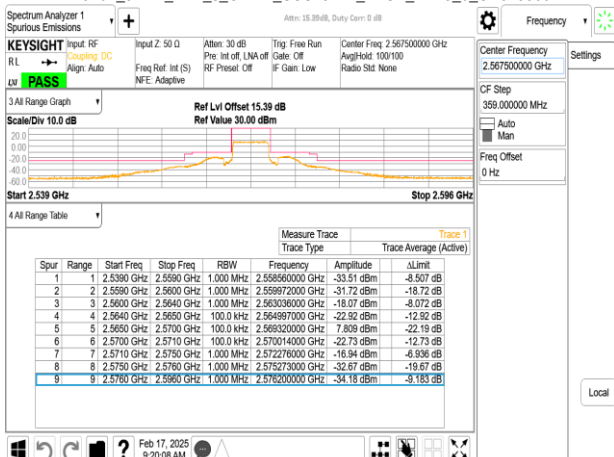 Spectrum Analyzer 1
Spurious Emissions
Attn: 15.39dB, Duty Corr: 0 dB
Frequency
KEYSIGHT Input: RF Input Z: 50 Ω Atten: 30 dB Trig: Free Run Center Freq: 2.567500000 GHz
RL Coupling: DC Pre: Int off, LNA off Gate: Off Avg|Hold: 100/100
Align: Auto Freq Ref: Int (S) RF Presel: Off IF Gain: Low Radio Std: None
NFE: Adaptive
PASS
Center Frequency
2.567500000 GHz
Settings
CF Step
359.000000 MHz
Auto
Man
Freq Offset
0 Hz
3 All Range Graph
Ref Lvl Offset 15.39 dB
Scale/Div 10.0 dB Ref Value 30.00 dBm
20.0
0.00
-20.0
-40.0
-60.0
Start 2.539 GHz Stop 2.596 GHz
4 All Range Table
Measure Trace Trace 1
Trace Type Trace Average (Active)
Spur Range Start Freq Stop Freq RBW Frequency Amplitude ΔLimit
1 1 2.5390 GHz 2.5590 GHz 1.000 MHz 2.558560000 GHz -33.51 dBm -8.507 dB
2 2 2.5590 GHz 2.5600 GHz 1.000 MHz 2.559972000 GHz -31.72 dBm -18.72 dB
3 3 2.5600 GHz 2.5640 GHz 1.000 MHz 2.563036000 GHz -18.07 dBm -8.072 dB
4 4 2.5640 GHz 2.5650 GHz 100.0 kHz 2.564997000 GHz -22.92 dBm -12.92 dB
5 5 2.5650 GHz 2.5700 GHz 100.0 kHz 2.569320000 GHz 7.809 dBm -22.19 dB
6 6 2.5700 GHz 2.5710 GHz 100.0 kHz 2.570014000 GHz -22.73 dBm -12.73 dB
7 7 2.5710 GHz 2.5750 GHz 1.000 MHz 2.572276000 GHz -16.94 dBm -6.936 dB
8 8 2.5750 GHz 2.5760 GHz 1.000 MHz 2.575273000 GHz -32.67 dBm -19.67 dB
9 9 2.5760 GHz 2.5960 GHz 1.000 MHz 2.576200000 GHz -34.18 dBm -9.183 dB
Local
Feb 17, 2025
9:20:08 AM